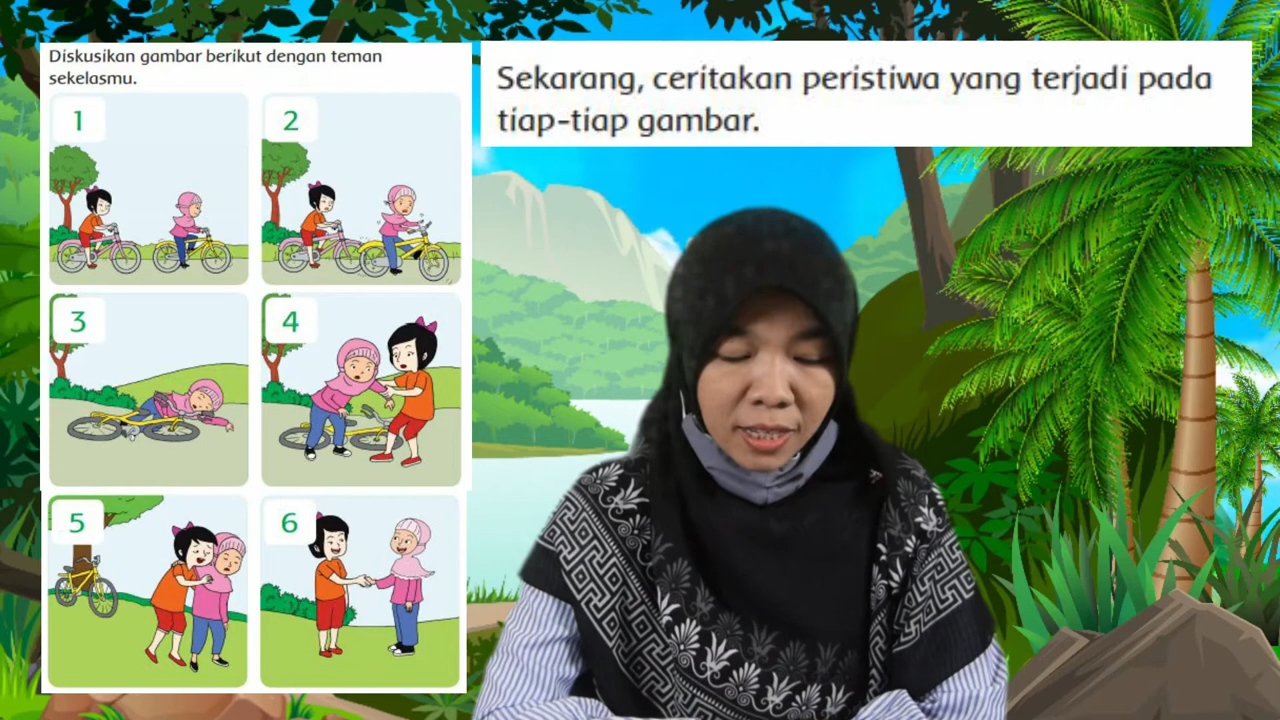 Diskusikan gambar berikut dengan teman
sekelasmu.
1
2
3
4
5
6
Sekarang, ceritakan peristiwa yang terjadi pada
tiap-tiap gambar.